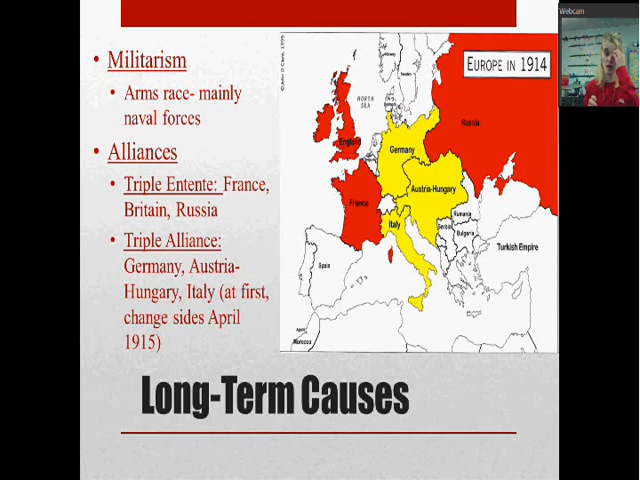 Webcam
• Militarism
• Arms race- mainly
naval forces
• Alliances
• Triple Entente: France,
Britain, Russia
• Triple Alliance:
Germany, Austria-
Hungary, Italy (at first,
change sides April
1915)
EUROPE IN 1914
NORTH
SEA
England
Germany
Russia
Austria-Hungary
France
Italy
Rumania
Serbia
Bulgaria
Turkish Empire
Spain
Morocco
Long-Term Causes